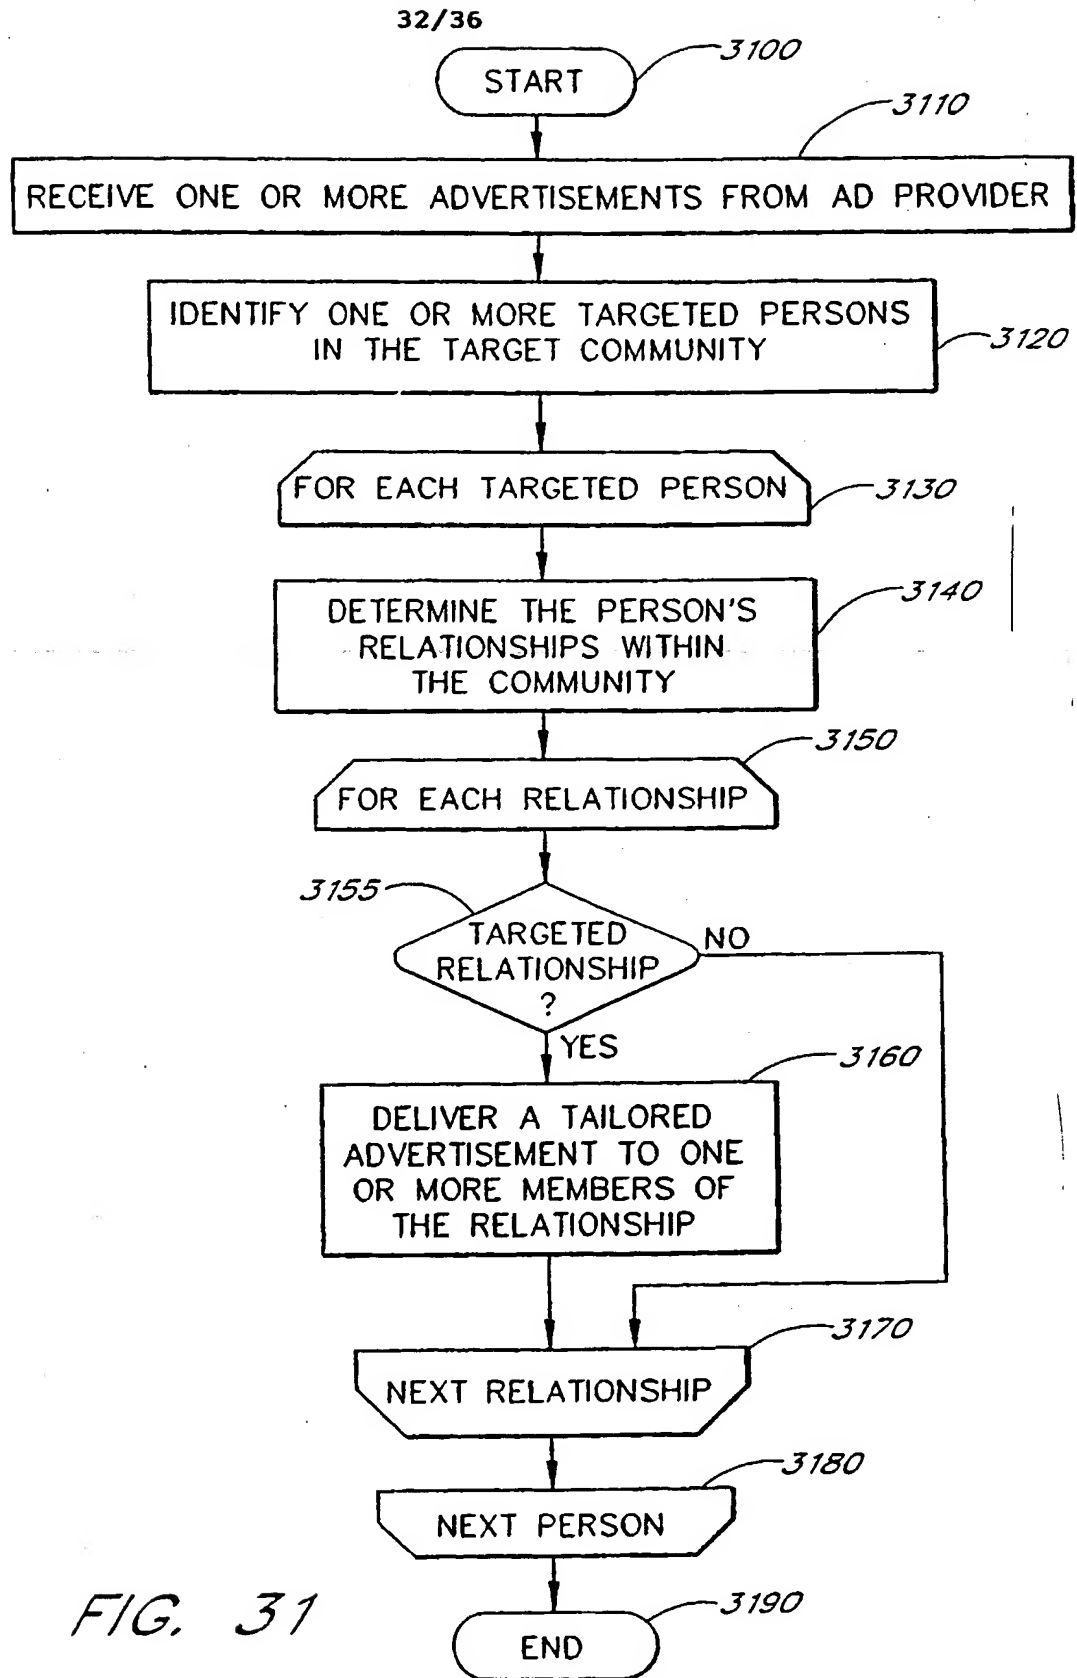 32/36
START
3100
3110
RECEIVE ONE OR MORE ADVERTISEMENTS FROM AD PROVIDER
IDENTIFY ONE OR MORE TARGETED PERSONS
IN THE TARGET COMMUNITY
3120
FOR EACH TARGETED PERSON
3130
DETERMINE THE PERSON'S
RELATIONSHIPS WITHIN
THE COMMUNITY
3140
3150
FOR EACH RELATIONSHIP
3155
TARGETED
RELATIONSHIP
?
NO
YES
3160
DELIVER A TAILORED
ADVERTISEMENT TO ONE
OR MORE MEMBERS OF
THE RELATIONSHIP
3170
NEXT RELATIONSHIP
3180
NEXT PERSON
3190
END
FIG. 31